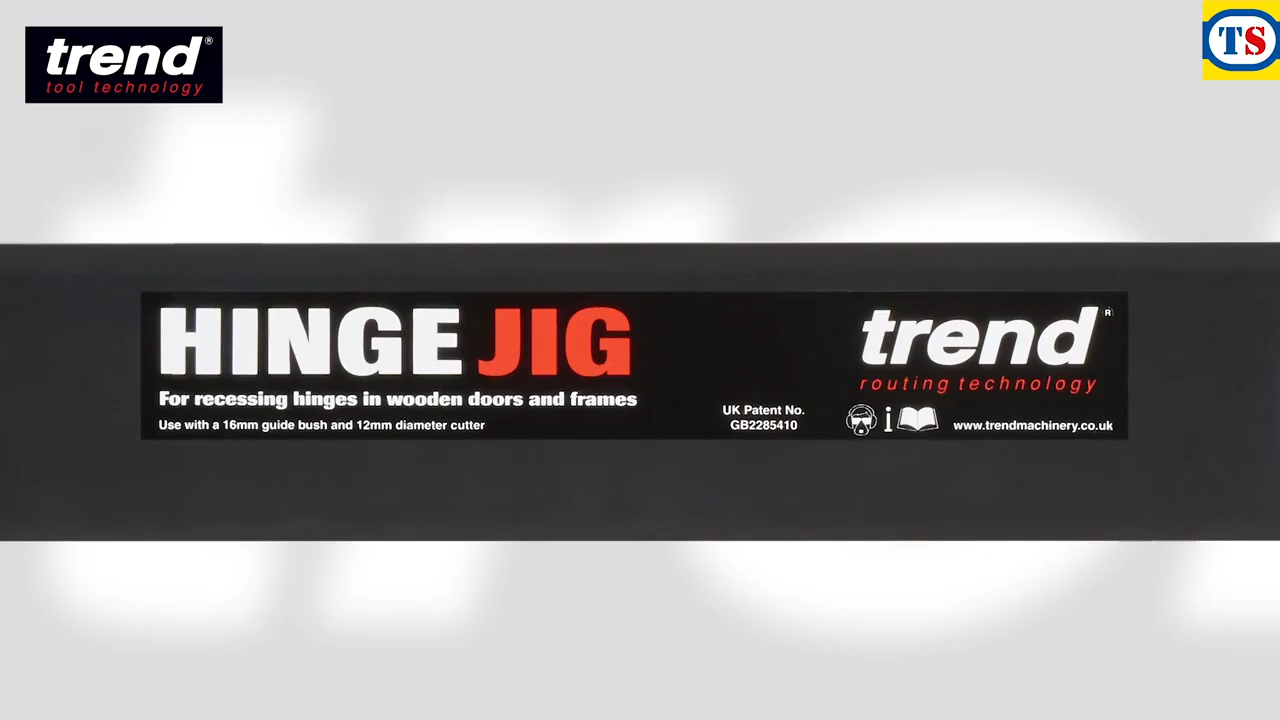 trend®
tool technology
TS
HINGE JIG
For recessing hinges in wooden doors and frames
Use with a 16mm guide bush and 12mm diameter cutter
UK Patent No.
GB2285410
trend®
routing technology
i
www.trendmachinery.co.uk